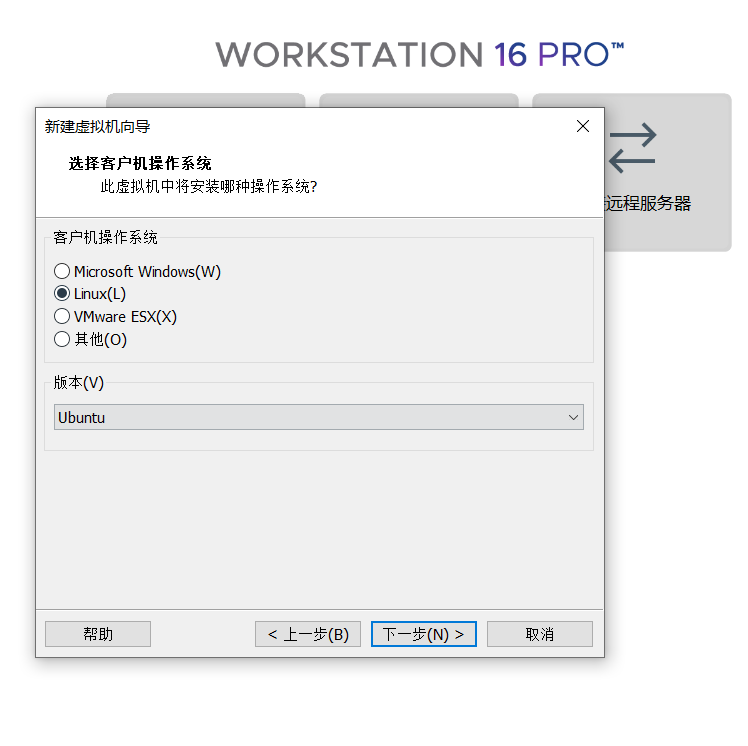 WORKSTATION 16 PRO™
新建虚拟机向导
选择客户机操作系统
此虚拟机中将安装哪种操作系统?
远程服务器
客户机操作系统
Microsoft Windows(W)
Linux(L)
VMware ESX(X)
其他(O)
版本(V)
Ubuntu
帮助
< 上一步(B)
下一步(N) >
取消